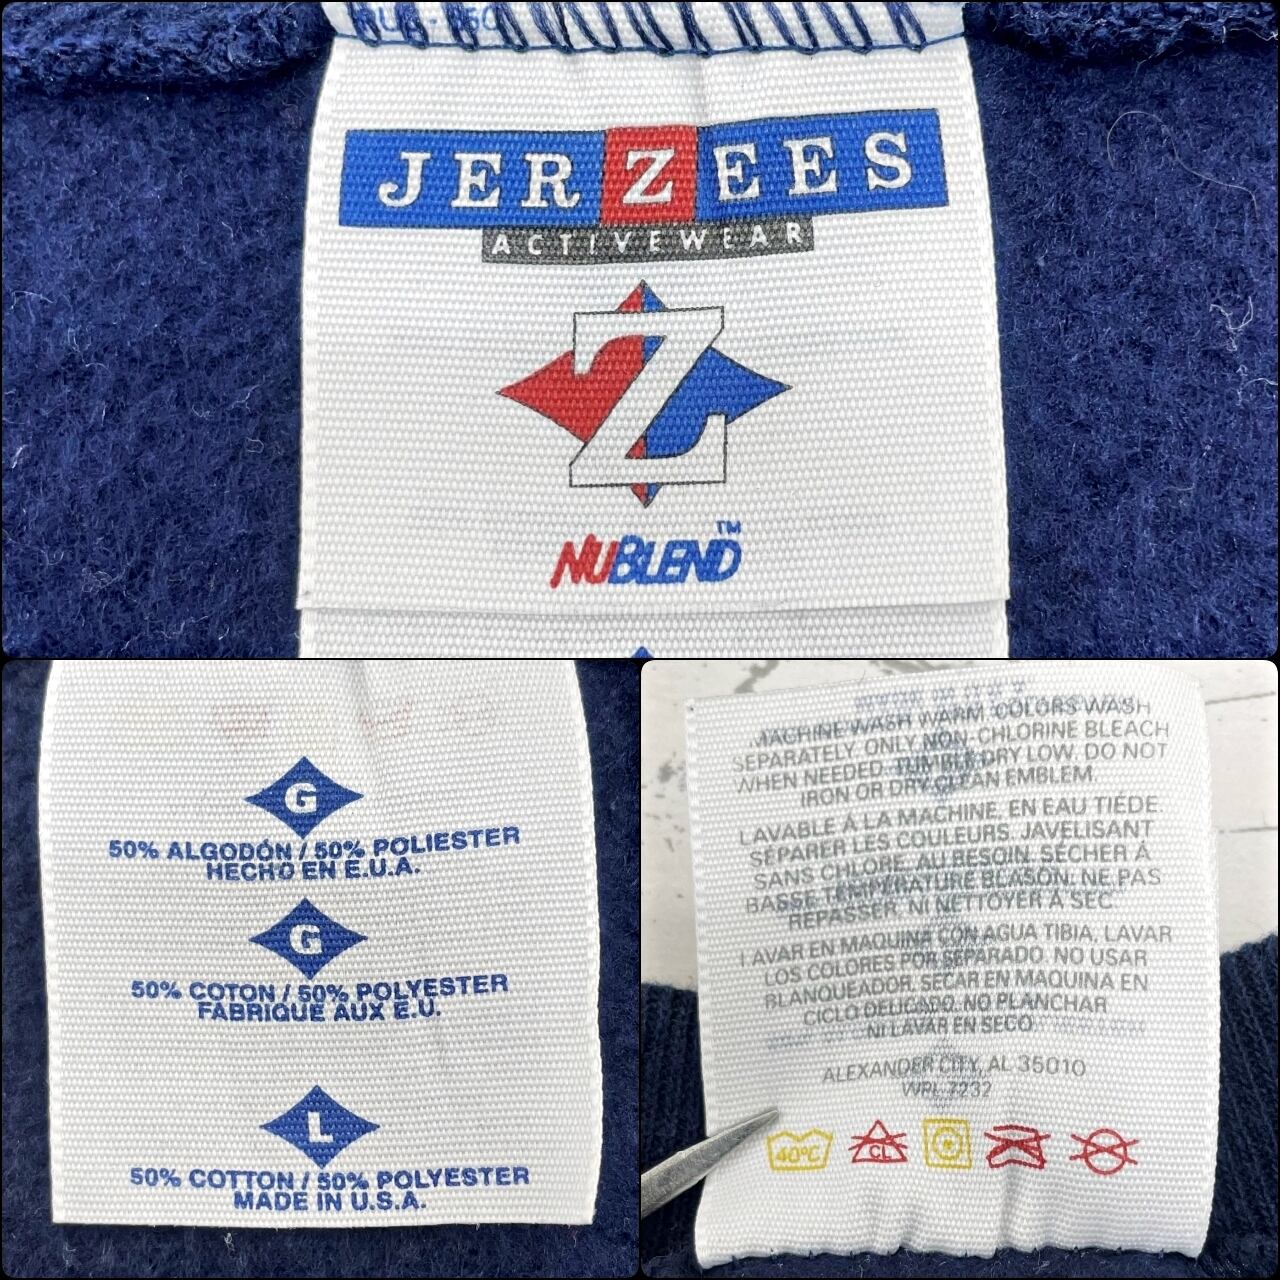 JERZEES
ACTIVEWEAR
Z
NUBLEND™
G
50% ALGODÓN / 50% POLIESTER
HECHO EN E.U.A.
G
50% COTON / 50% POLYESTER
FABRIQUE AUX E.U.
L
50% COTTON / 50% POLYESTER
MADE IN U.S.A.
MACHINE WASH WARM. COLORS WASH
SEPARATELY. ONLY NON-CHLORINE BLEACH
WHEN NEEDED. TUMBLE DRY LOW. DO NOT
IRON OR DRY CLEAN EMBLEM.
LAVABLE Á LA MACHINE, EN EAU TIÉDE.
SÉPARER LES COULEURS. JAVELISANT
SANS CHLORE, AU BESOIN. SÉCHER Á
BASSE TEMPÉRATURE BLASON: NE PAS
REPASSER, NI NETTOYER Á SEC.
LAVAR EN MAQUINA CON AGUA TIBIA, LAVAR
LOS COLORES POR SEPARADO. NO USAR
BLANQUEADOR. SECAR EN MAQUINA EN
CICLO DELICADO. NO PLANCHAR
NI LAVAR EN SECO
ALEXANDER CITY, AL 35010
WPL 7232
40°C
CL